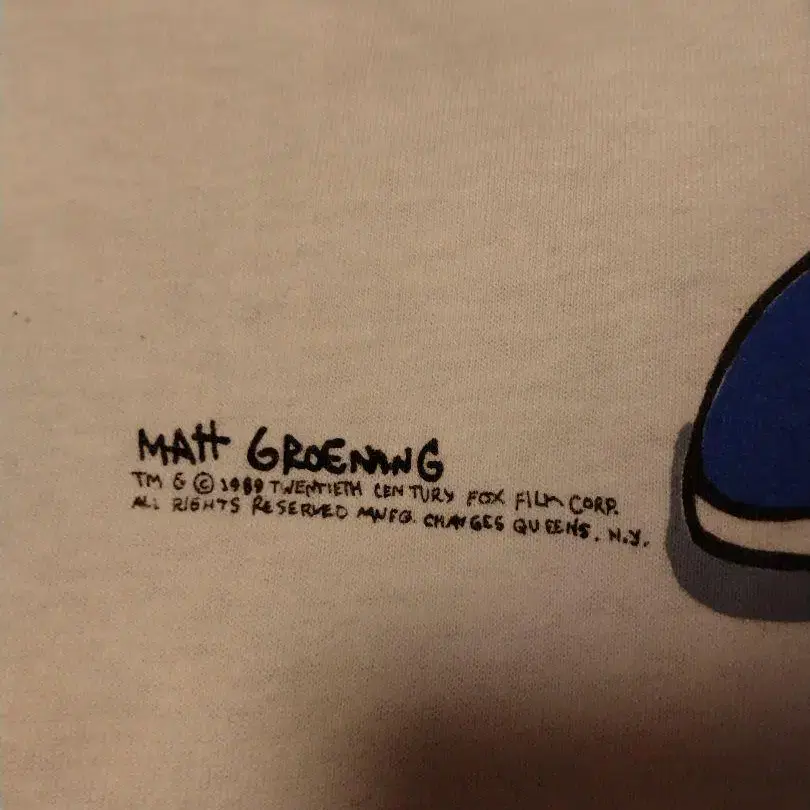 MATT GROENING
TM & © 1989 TWENTIETH CENTURY FOX FILM CORP.
ALL RIGHTS RESERVED MNFG. CHANGES QUEENS. N.Y.